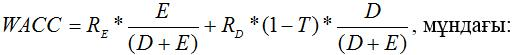 WACC = R_E * E/(D + E) + R_D * (1 − T) * D/(D + E), мұндағы: